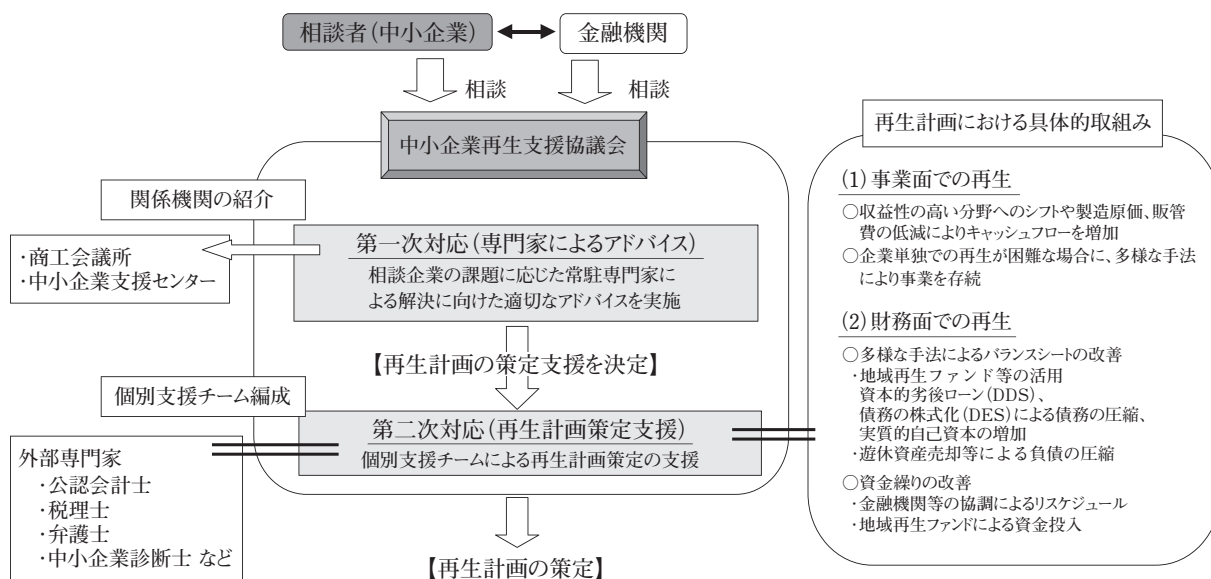 相談者(中小企業)
金融機関
相談
相談
中小企業再生支援協議会
関係機関の紹介
・商工会議所
・中小企業支援センター
第一次対応(専門家によるアドバイス)
相談企業の課題に応じた常駐専門家に
よる解決に向けた適切なアドバイスを実施
【再生計画の策定支援を決定】
個別支援チーム編成
第二次対応(再生計画策定支援)
個別支援チームによる再生計画策定の支援
外部専門家
・公認会計士
・税理士
・弁護士
・中小企業診断士 など
【再生計画の策定】
再生計画における具体的取組み
(1)事業面での再生
○収益性の高い分野へのシフトや製造原価、販管
費の低減によりキャッシュフローを増加
○企業単独での再生が困難な場合に、多様な手法
により事業を存続
(2)財務面での再生
○多様な手法によるバランスシートの改善
・地域再生ファンド等の活用
資本的劣後ローン(DDS)、
債務の株式化(DES)による債務の圧縮、
実質的自己資本の増加
・遊休資産売却等による負債の圧縮
○資金繰りの改善
・金融機関等の協調によるリスケジュール
・地域再生ファンドによる資金投入